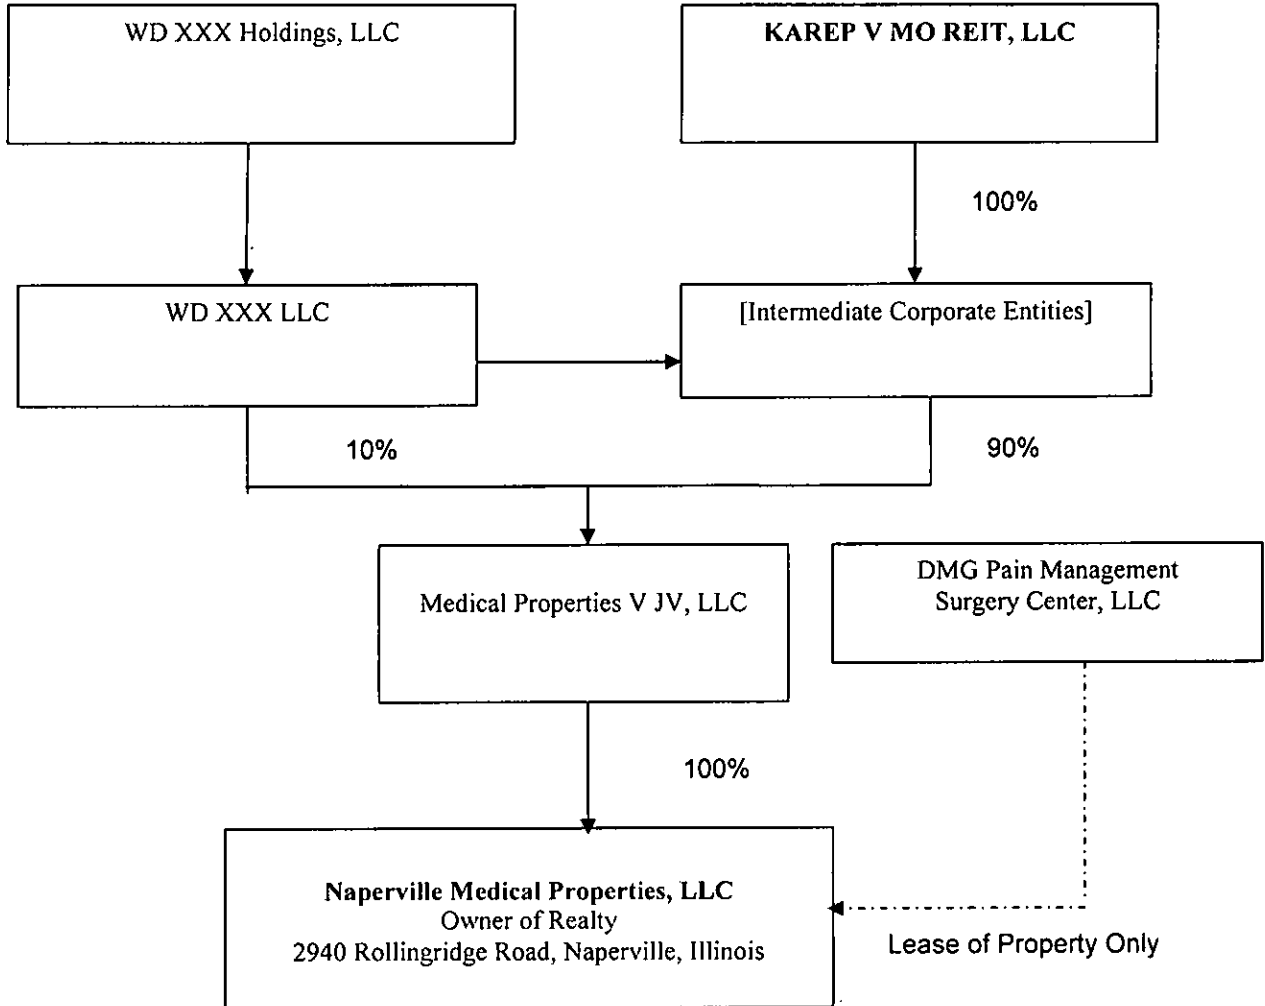 WD XXX Holdings, LLC
KAREP V MO REIT, LLC
100%
WD XXX LLC
[Intermediate Corporate Entities]
10%
90%
Medical Properties V JV, LLC
DMG Pain Management
Surgery Center, LLC
100%
Naperville Medical Properties, LLC
Owner of Realty
2940 Rollingridge Road, Naperville, Illinois
Lease of Property Only